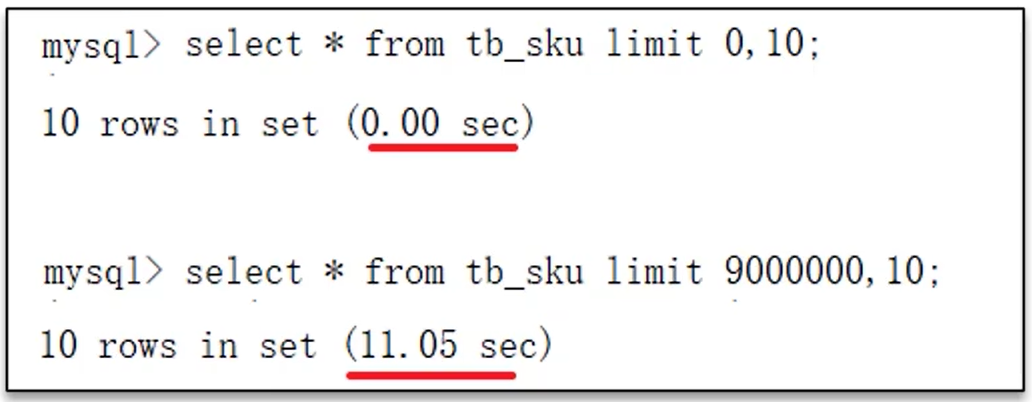 mysql> select * from tb_sku limit 0,10;
10 rows in set (0.00 sec)
mysql> select * from tb_sku limit 9000000,10;
10 rows in set (11.05 sec)